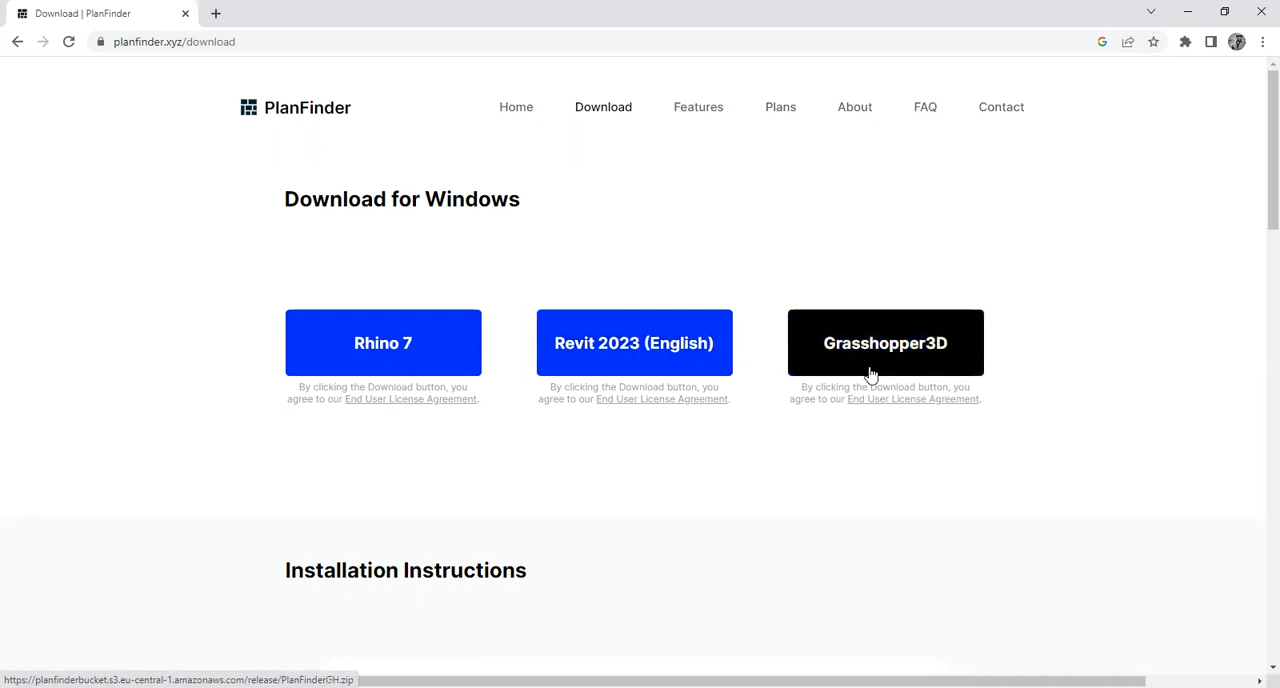 Download | PlanFinder
planfinder.xyz/download
PlanFinder
Home
Download
Features
Plans
About
FAQ
Contact
Download for Windows
Rhino 7
Revit 2023 (English)
Grasshopper3D
By clicking the Download button, you
agree to our End User License Agreement.
By clicking the Download button, you
agree to our End User License Agreement.
By clicking the Download button, you
agree to our End User License Agreement.
Installation Instructions
https://planfinderbucket.s3.eu-central-1.amazonaws.com/release/PlanFinderGH.zip